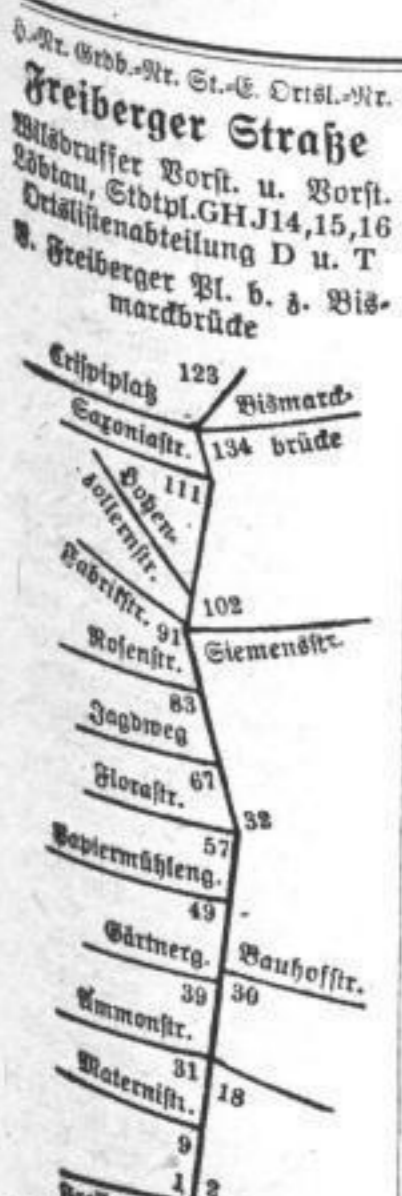 H.-Nr. Grdb.-Nr. St.-E. Ortsl.-Nr.
Freiberger Straße
Wilsdruffer Vorst. u. Vorst.
Löbtau, Stdtpl.GHJ14,15,16
Ortslistenabteilung D u. T
V. Freiberger Pl. b. z. Bis-
marckbrücke
Crispiplatz 123
Bismarck-
Saxoniastr. 134 brücke
111
Hohen-
zollernstr.
102
Fabrikstr. 91
Siemensstr.
Rosenstr.
83
Jagdweg
67
Florastr.
32
57
Papiermühleng.
49
Gärtnerg. Bauhofstr.
39 30
Ammonstr.
31 18
Maternistr.
9
1 2